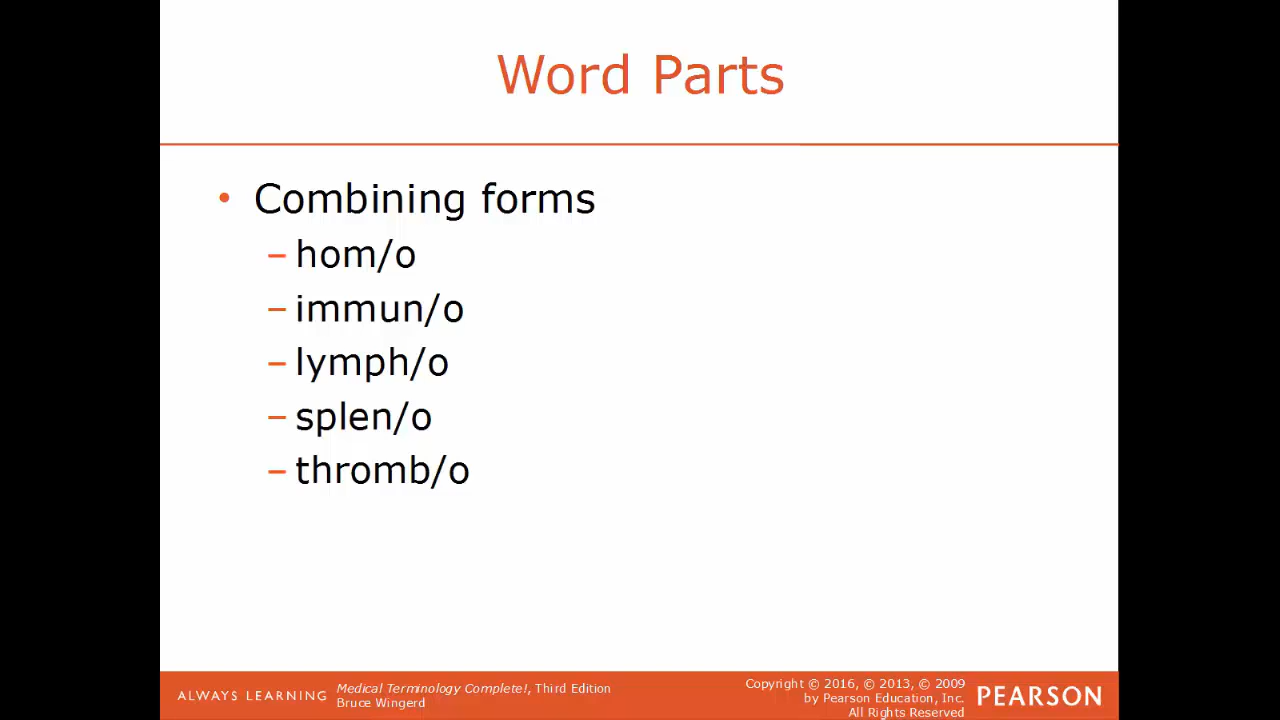 Word Parts
• Combining forms
– hom/o
– immun/o
– lymph/o
– splen/o
– thromb/o
ALWAYS LEARNING
Medical Terminology Complete!, Third Edition
Bruce Wingerd
Copyright © 2016, © 2013, © 2009
by Pearson Education, Inc.
All Rights Reserved
PEARSON